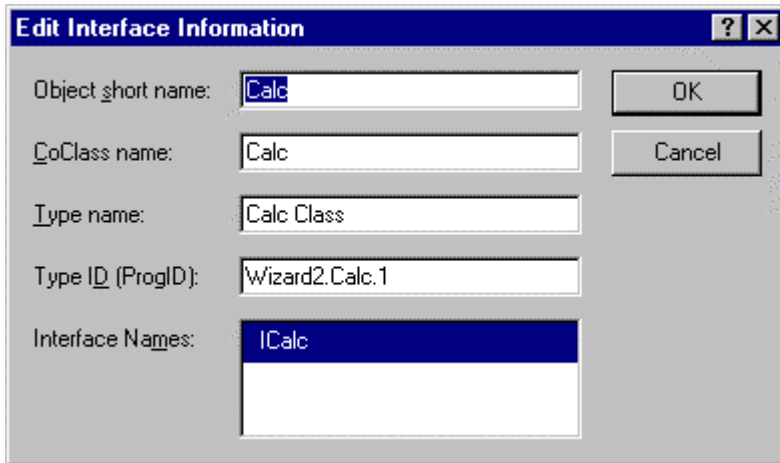 Edit Interface Information
Object short name: Calc OK
CoClass name: Calc Cancel
Type name: Calc Class
Type ID (ProgID): Wizard2.Calc.1
Interface Names: ICalc